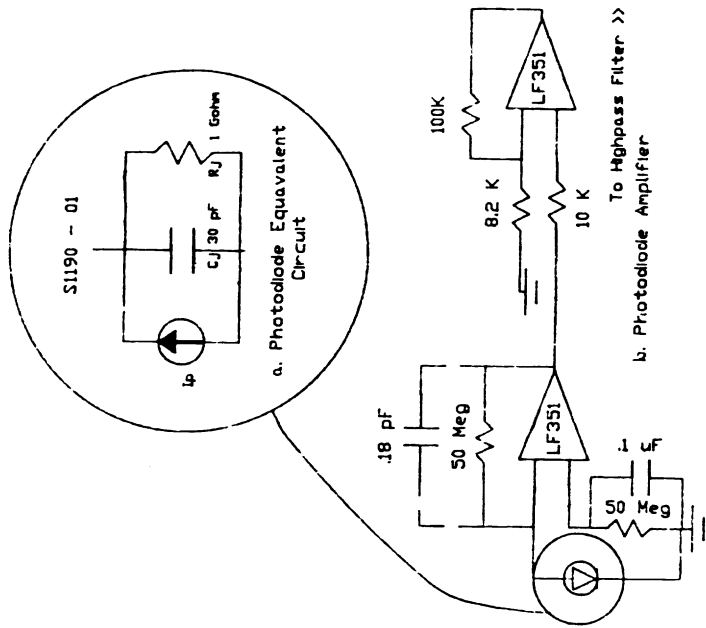 S1190 - 01
Ip
CJ 30 pF
RJ 1 Gohm
a. Photodiode Equavalent
Circuit
.18 pF
50 Meg
LF351
50 Meg
.1 uF
8.2 K
10 K
100K
LF351
To Highpass Filter >>
b. Photodiode Amplifier